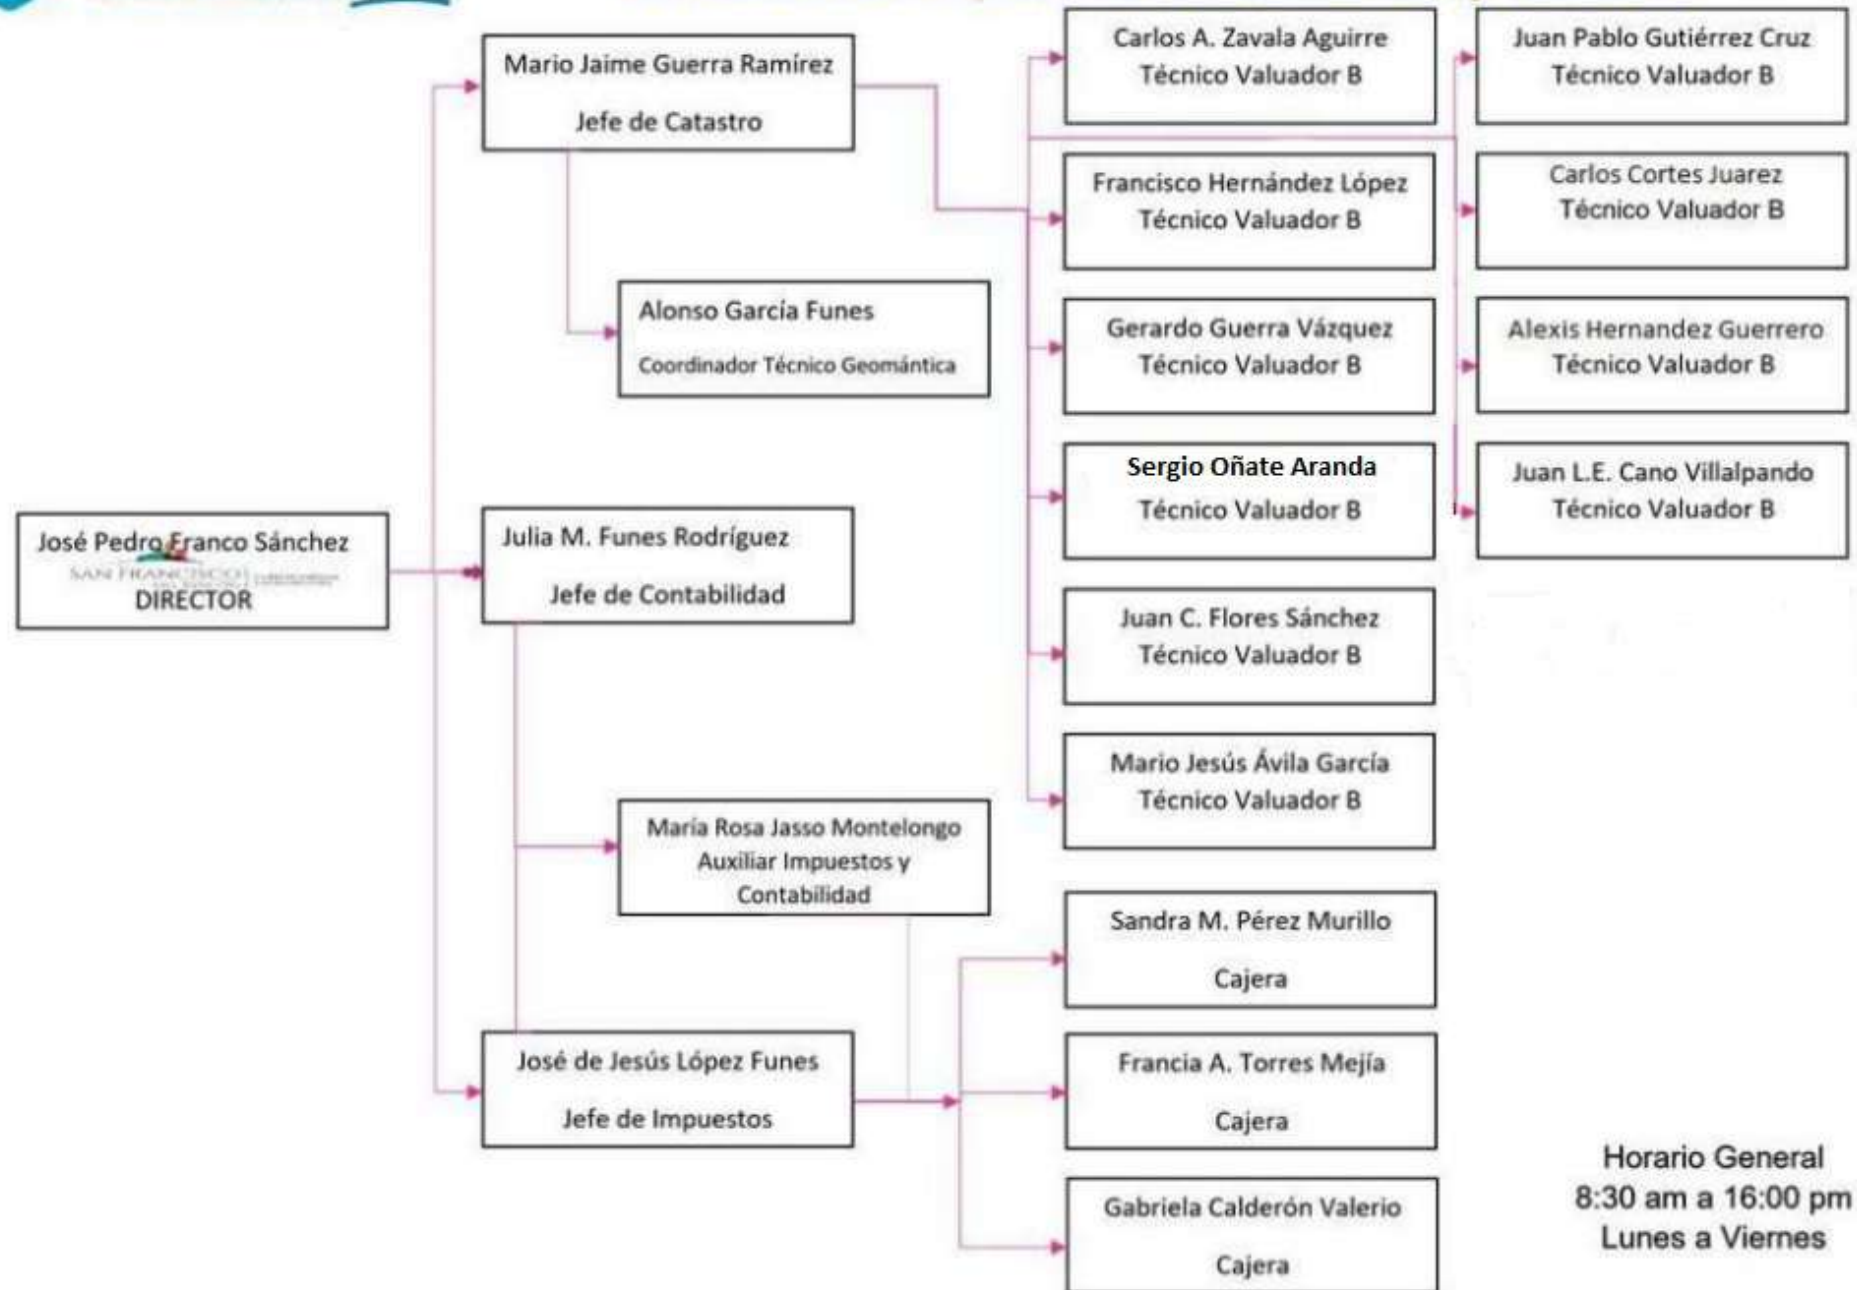 Mario Jaime Guerra Ramírez
Jefe de Catastro
Alonso García Funes
Coordinador Técnico Geomántica
José Pedro Franco Sánchez
SAN FRANCISCO
DIRECTOR
Julia M. Funes Rodríguez
Jefe de Contabilidad
María Rosa Jasso Montelongo
Auxiliar Impuestos y
Contabilidad
José de Jesús López Funes
Jefe de Impuestos
Carlos A. Zavala Aguirre
Técnico Valuador B
Francisco Hernández López
Técnico Valuador B
Gerardo Guerra Vázquez
Técnico Valuador B
Sergio Oñate Aranda
Técnico Valuador B
Juan C. Flores Sánchez
Técnico Valuador B
Mario Jesús Ávila García
Técnico Valuador B
Sandra M. Pérez Murillo
Cajera
Francia A. Torres Mejía
Cajera
Gabriela Calderón Valerio
Cajera
Juan Pablo Gutiérrez Cruz
Técnico Valuador B
Carlos Cortes Juarez
Técnico Valuador B
Alexis Hernandez Guerrero
Técnico Valuador B
Juan L.E. Cano Villalpando
Técnico Valuador B
Horario General
8:30 am a 16:00 pm
Lunes a Viernes